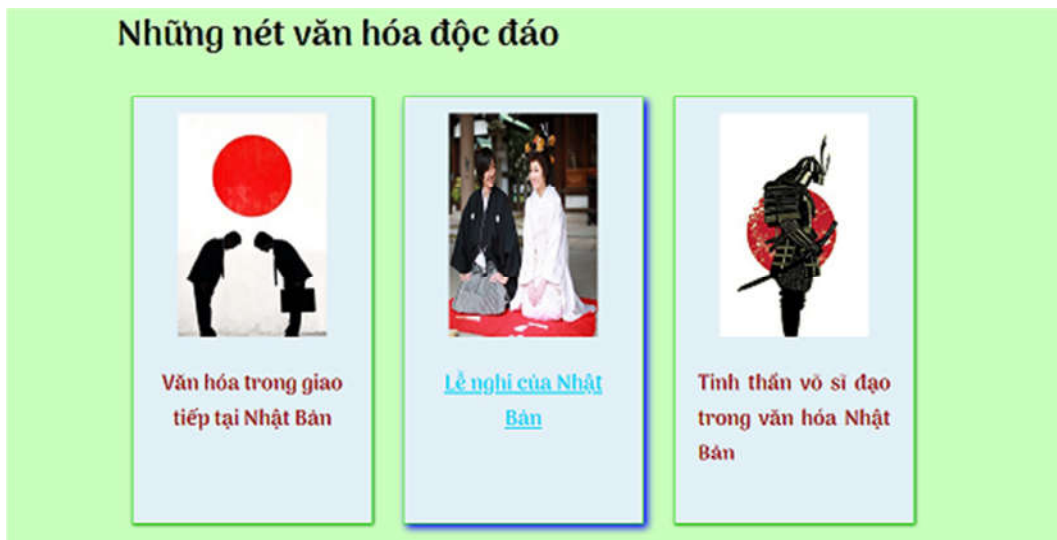 Những nét văn hóa độc đáo
Văn hóa trong giao
tiếp tại Nhật Bản
Lễ nghi của Nhật
Bản
Tinh thần võ sĩ đạo
trong văn hóa Nhật
Bản